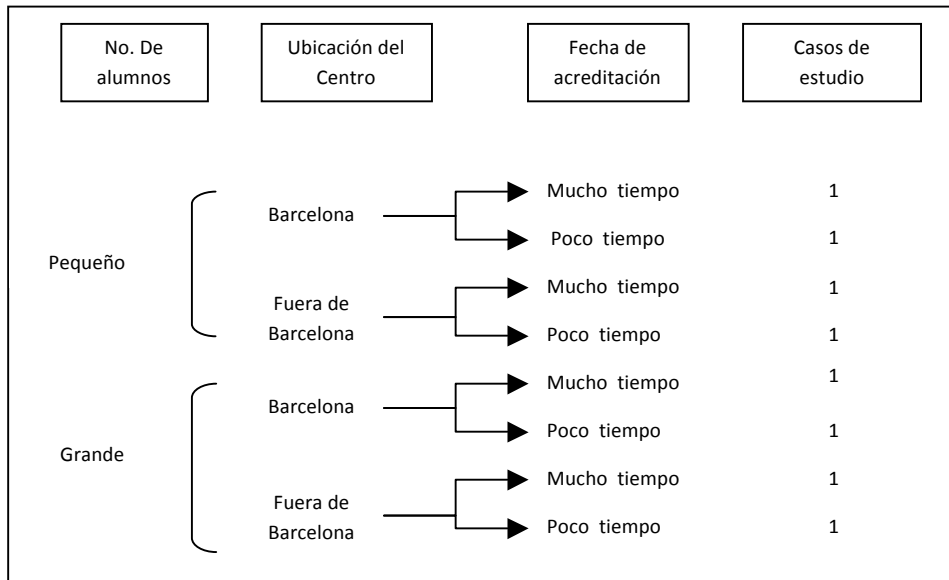 No. De
alumnos
Ubicación del
Centro
Fecha de
acreditación
Casos de
estudio
Pequeño
Barcelona
Mucho tiempo
1
Poco tiempo
1
Fuera de
Barcelona
Mucho tiempo
1
Poco tiempo
1
Grande
Barcelona
Mucho tiempo
1
Poco tiempo
1
Fuera de
Barcelona
Mucho tiempo
1
Poco tiempo
1